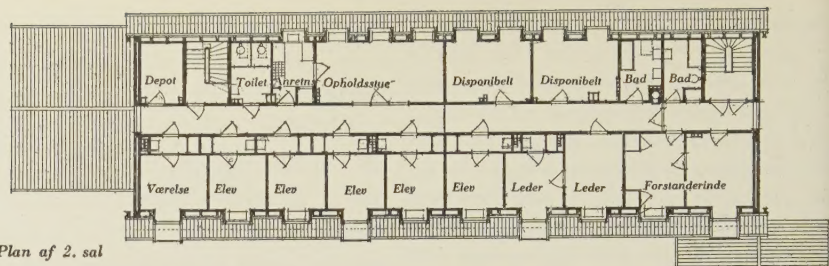 Depot
Toilet
Anretn.
Opholdsstue
Disponibelt
Disponibelt
Bad
Bad
Værelse
Elev
Elev
Elev
Elev
Elev
Leder
Leder
Forstanderinde
Plan af 2. sal